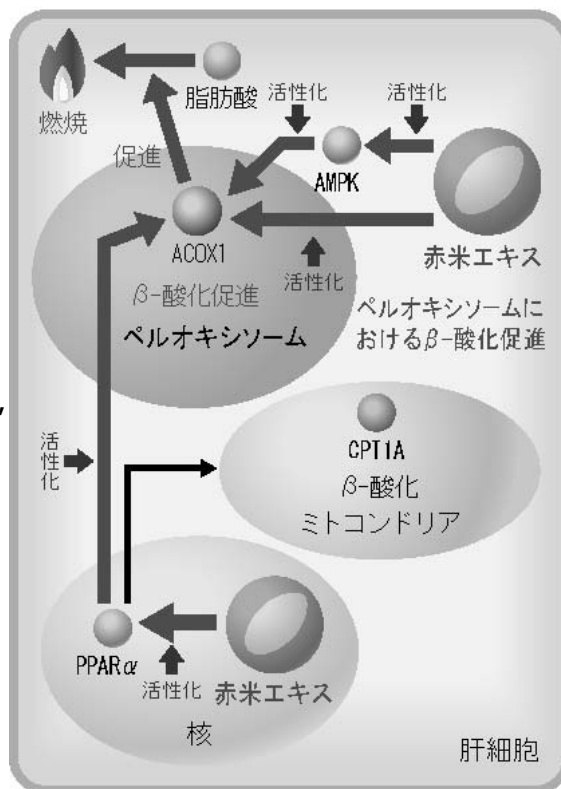 脂肪酸
燃焼
活性化
活性化
促進
AMPK
ACOX1
赤米エキス
活性化
β-酸化促進
ペルオキシソーム
ペルオキシソームに
おけるβ-酸化促進
活性化
CPT1A
β-酸化
ミトコンドリア
PPARα
活性化
赤米エキス
核
肝細胞